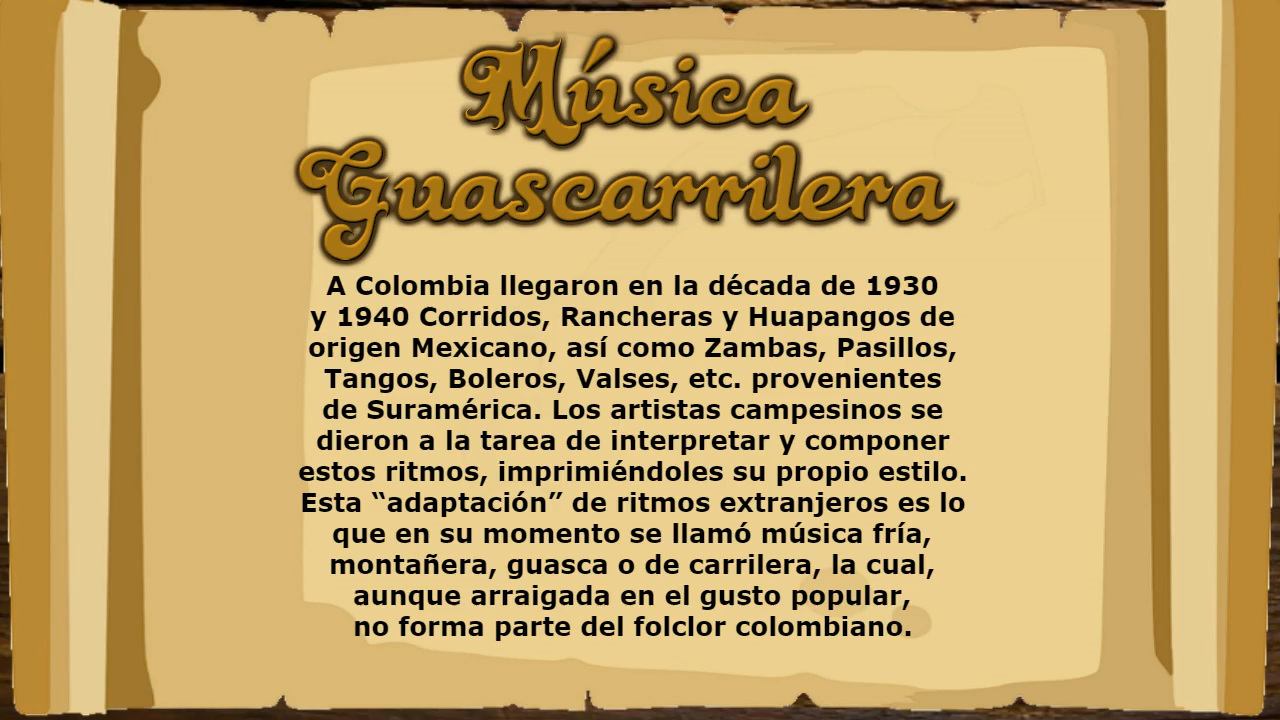 Música
Guascarrilera
A Colombia llegaron en la década de 1930
y 1940 Corridos, Rancheras y Huapangos de
origen Mexicano, así como Zambas, Pasillos,
Tangos, Boleros, Valses, etc. provenientes
de Suramérica. Los artistas campesinos se
dieron a la tarea de interpretar y componer
estos ritmos, imprimiéndoles su propio estilo.
Esta “adaptación” de ritmos extranjeros es lo
que en su momento se llamó música fría,
montañera, guasca o de carrilera, la cual,
aunque arraigada en el gusto popular,
no forma parte del folclor colombiano.